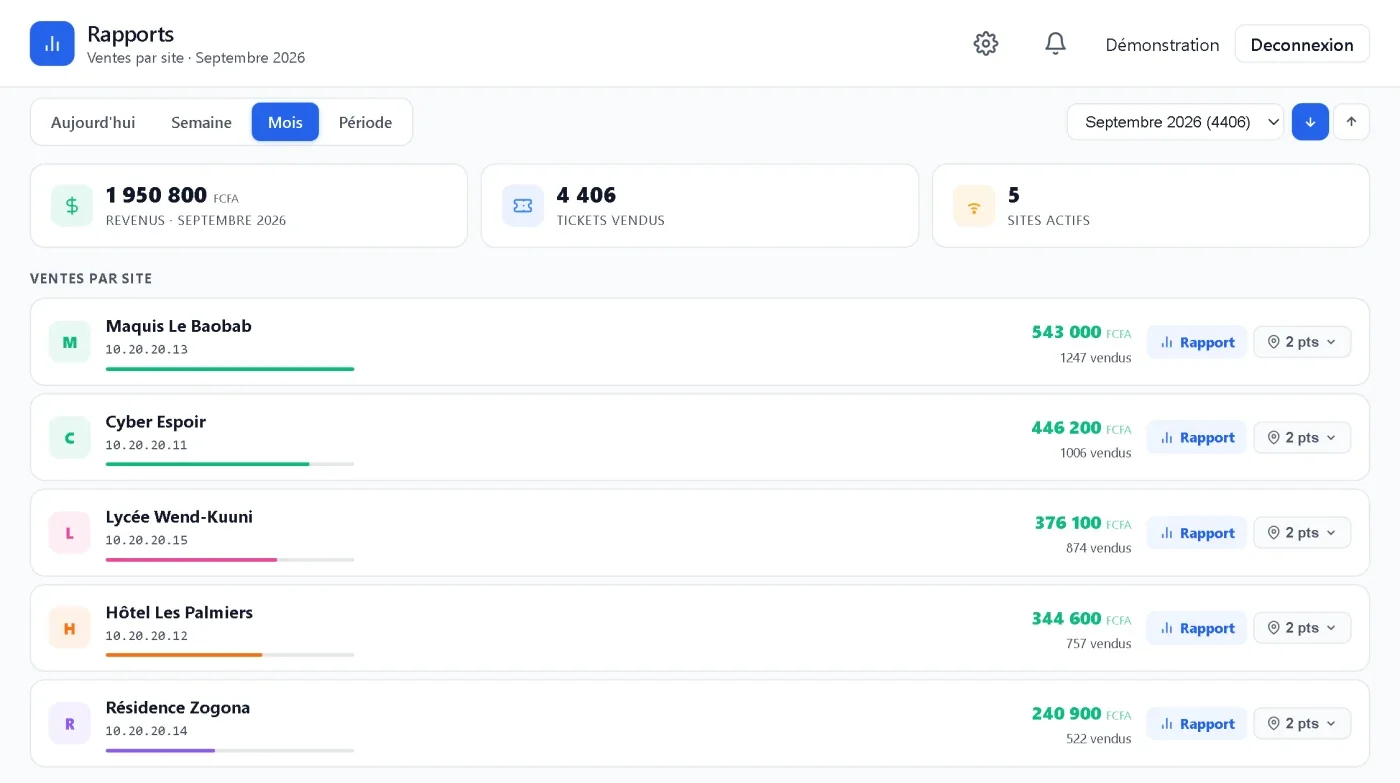 Rapports
Ventes par site · Septembre 2026
Démonstration
Deconnexion
Aujourd'hui
Semaine
Mois
Période
Septembre 2026 (4406)
1 950 800 FCFA
REVENUS · SEPTEMBRE 2026
4 406
TICKETS VENDUS
5
SITES ACTIFS
VENTES PAR SITE
M
Maquis Le Baobab
10.20.20.13
543 000 FCFA
1247 vendus
Rapport
2 pts
C
Cyber Espoir
10.20.20.11
446 200 FCFA
1006 vendus
Rapport
2 pts
L
Lycée Wend-Kuuni
10.20.20.15
376 100 FCFA
874 vendus
Rapport
2 pts
H
Hôtel Les Palmiers
10.20.20.12
344 600 FCFA
757 vendus
Rapport
2 pts
R
Résidence Zogona
10.20.20.14
240 900 FCFA
522 vendus
Rapport
2 pts